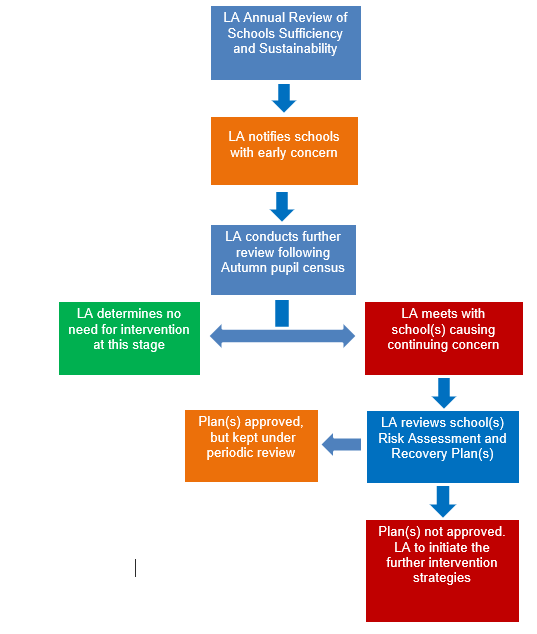 LA Annual Review of
Schools Sufficiency
and Sustainability
LA notifies schools
with early concern
LA conducts further
review following
Autumn pupil census
LA determines no
need for intervention
at this stage
LA meets with
school(s) causing
continuing concern
Plan(s) approved,
but kept under
periodic review
LA reviews school(s)
Risk Assessment and
Recovery Plan(s)
Plan(s) not approved.
LA to initiate the
further intervention
strategies